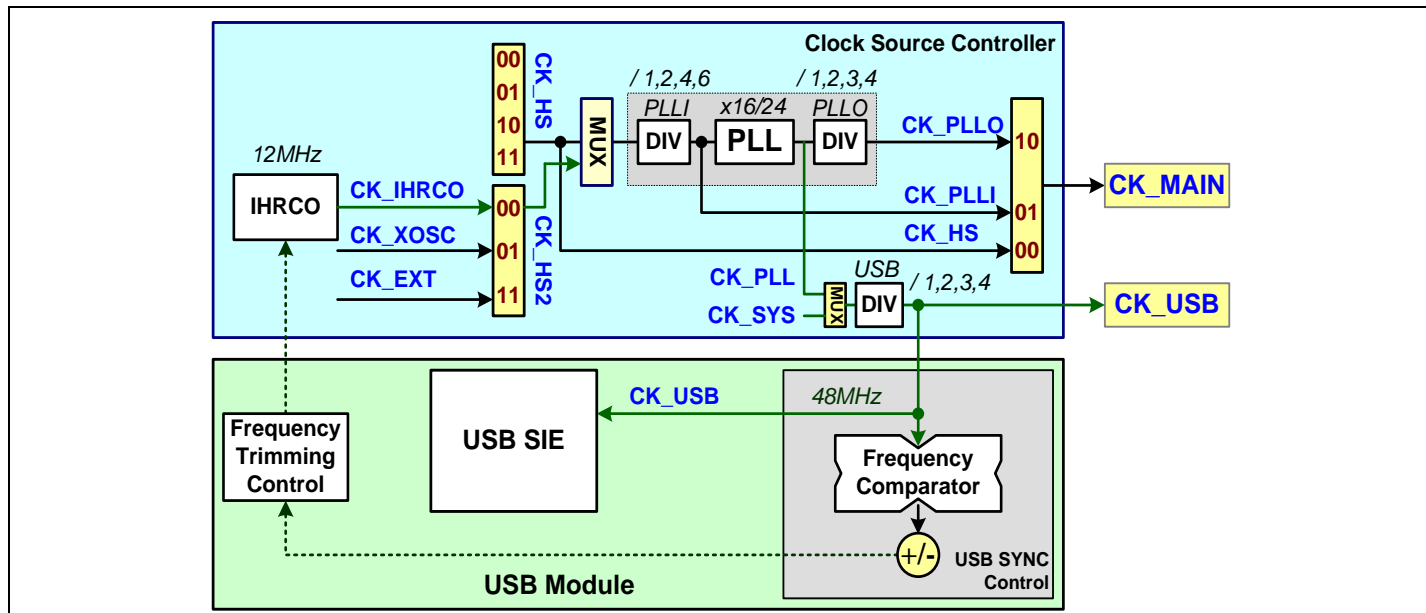 Clock Source Controller
00
01
10
11
CK_HS
/ 1,2,4,6
x16/24
/ 1,2,3,4
PLLI
PLLO
MUX
DIV
PLL
DIV
CK_PLLO
10
12MHz
IHRCO
CK_IHRCO
00
CK_XOSC
01
CK_EXT
11
CK_HS2
CK_PLLI
01
CK_HS
00
CK_MAIN
CK_PLL
CK_SYS
MUX
USB
/ 1,2,3,4
DIV
CK_USB
USB SIE
CK_USB
48MHz
Frequency
Trimming
Control
Frequency
Comparator
+/-
USB SYNC
Control
USB Module